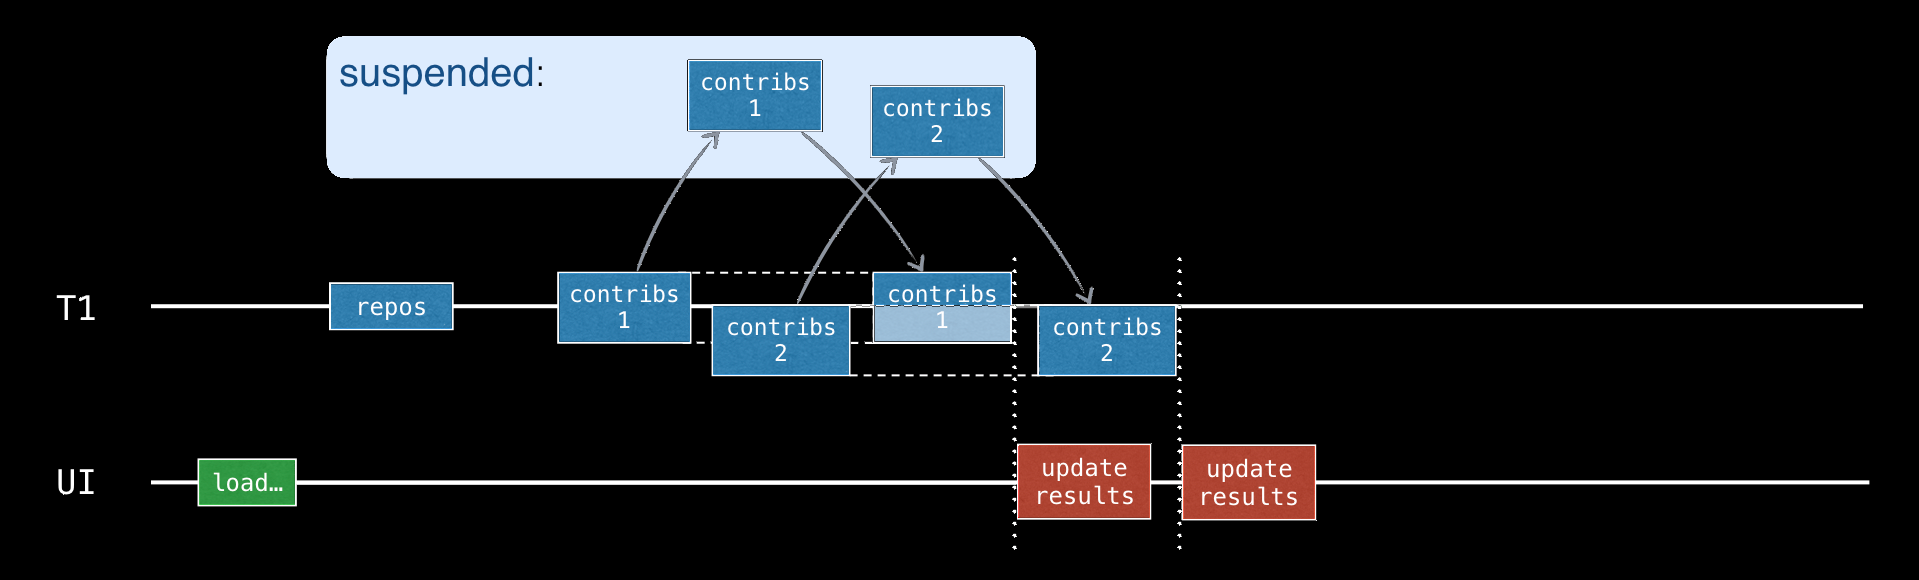 suspended:
contribs
1
contribs
2
T1
repos
contribs
1
contribs
2
contribs
1
contribs
2
UI
load…
update
results
update
results